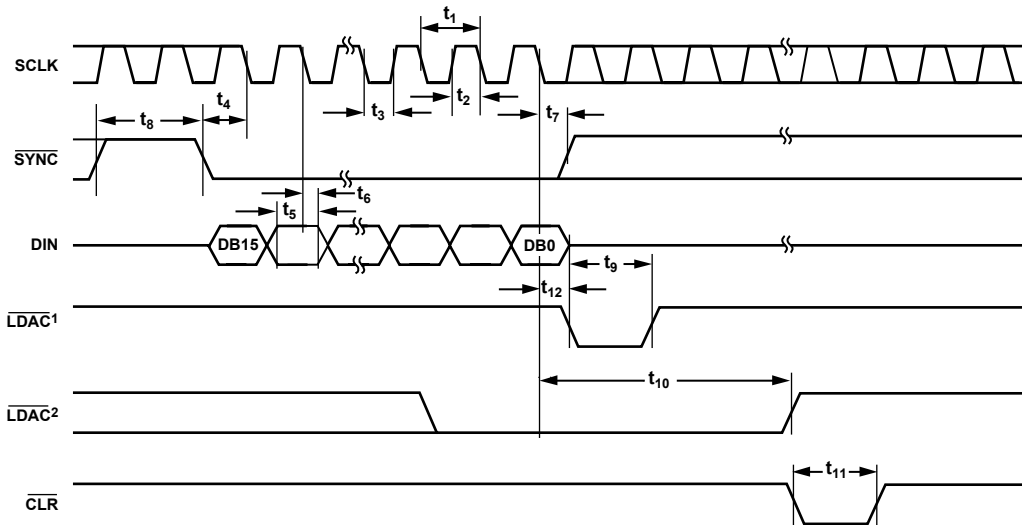 t1
SCLK
t4
t3
t2
t7
t8
SYNC
t6
t5
DIN
DB15
DB0
t9
t12
LDAC1
t10
LDAC2
t11
CLR